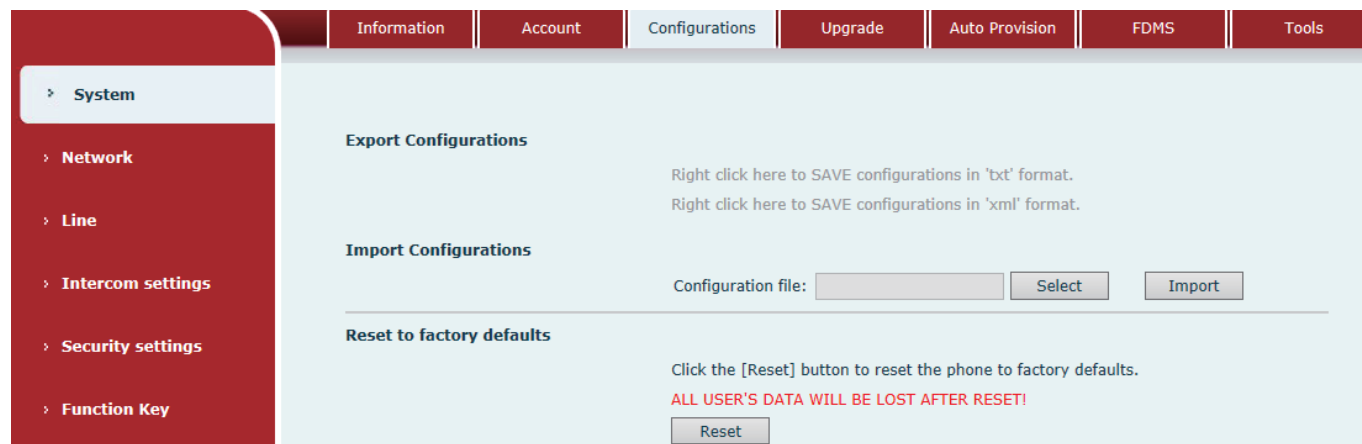 Information Account Configurations Upgrade Auto Provision FDMS Tools
System
Network
Line
Intercom settings
Security settings
Function Key
Export Configurations
Right click here to SAVE configurations in 'txt' format.
Right click here to SAVE configurations in 'xml' format.
Import Configurations
Configuration file: Select Import
Reset to factory defaults
Click the [Reset] button to reset the phone to factory defaults.
ALL USER'S DATA WILL BE LOST AFTER RESET!
Reset